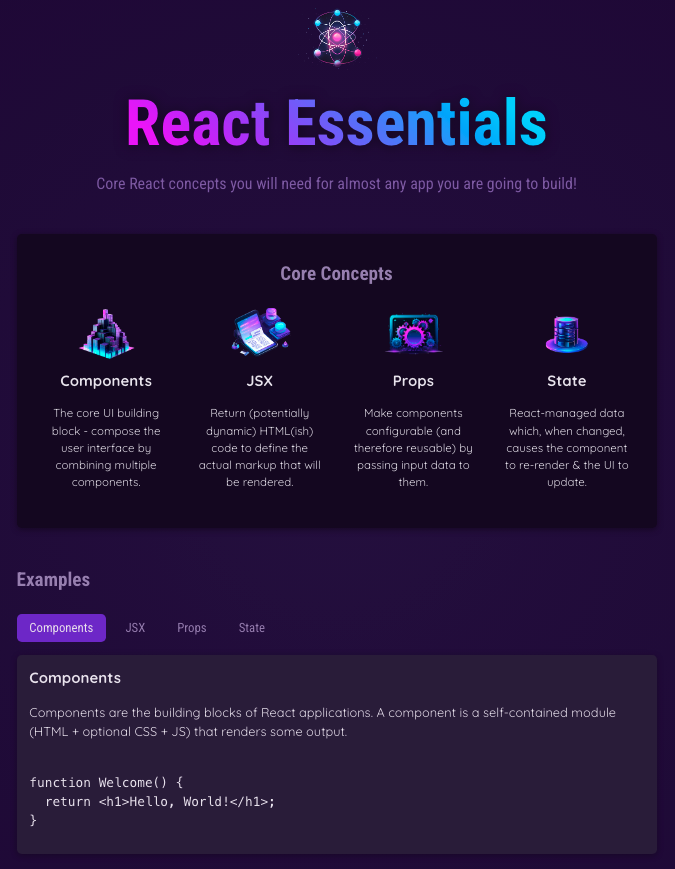 React Essentials
Core React concepts you will need for almost any app you are going to build!
Core Concepts
Components
The core UI building
block - compose the
user interface by
combining multiple
components.
JSX
Return (potentially
dynamic) HTML(ish)
code to define the
actual markup that will
be rendered.
Props
Make components
configurable (and
therefore reusable) by
passing input data to
them.
State
React-managed data
which, when changed,
causes the component
to re-render & the UI to
update.
Examples
Components JSX Props State
Components
Components are the building blocks of React applications. A component is a self-contained module
(HTML + optional CSS + JS) that renders some output.
function Welcome() {
  return <h1>Hello, World!</h1>;
}